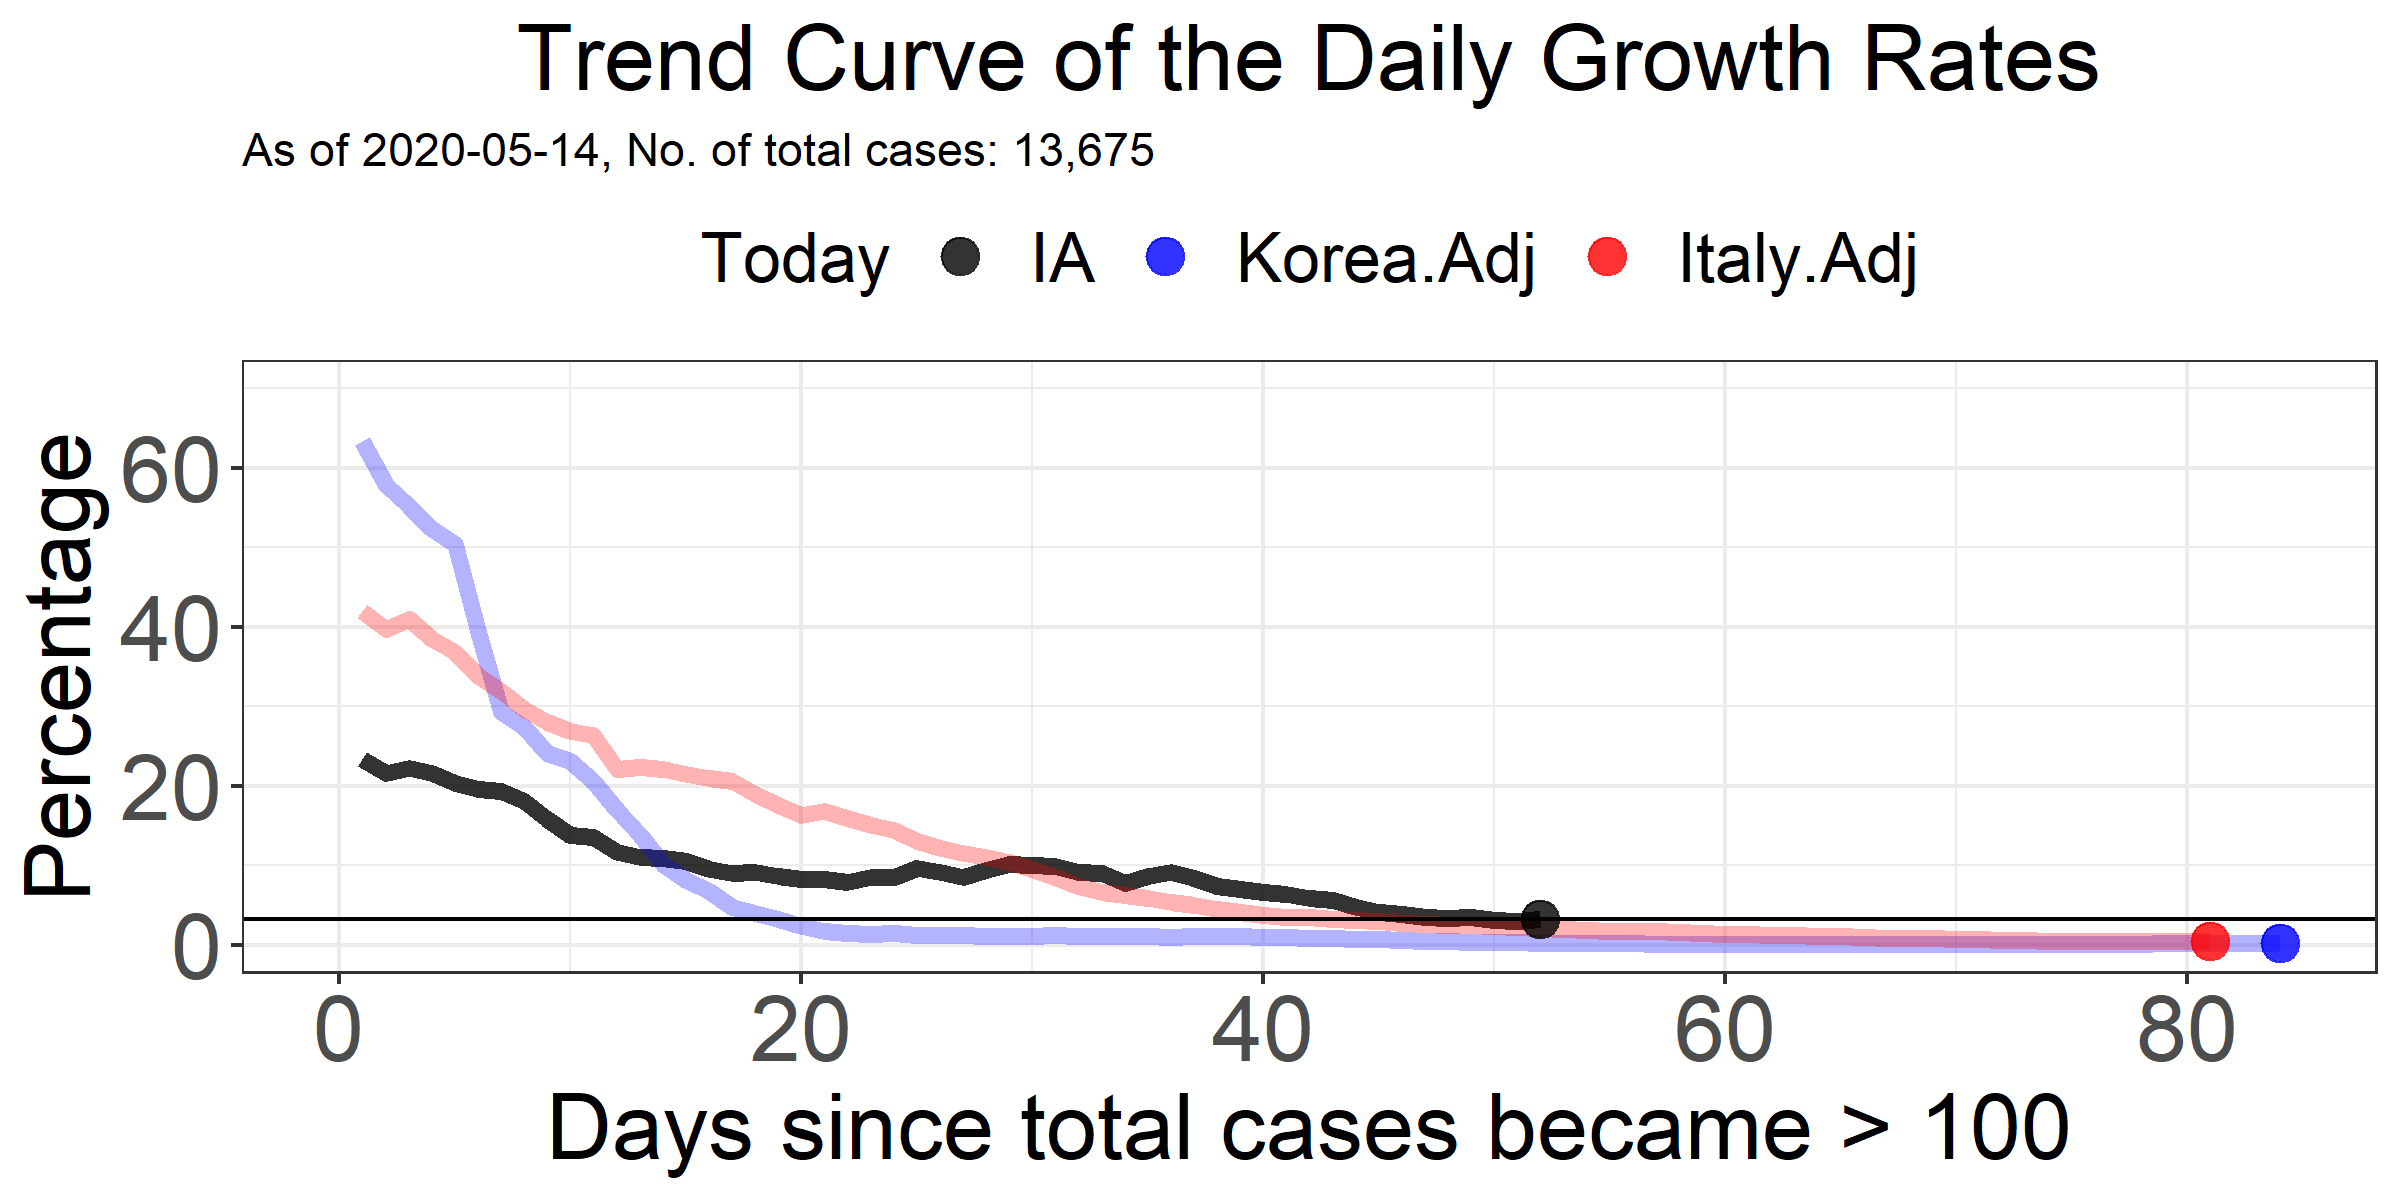 Trend Curve of the Daily Growth Rates
As of 2020-05-14, No. of total cases: 13,675
Today IA Korea.Adj Italy.Adj
Percentage
60
40
20
0
0 20 40 60 80
Days since total cases became > 100